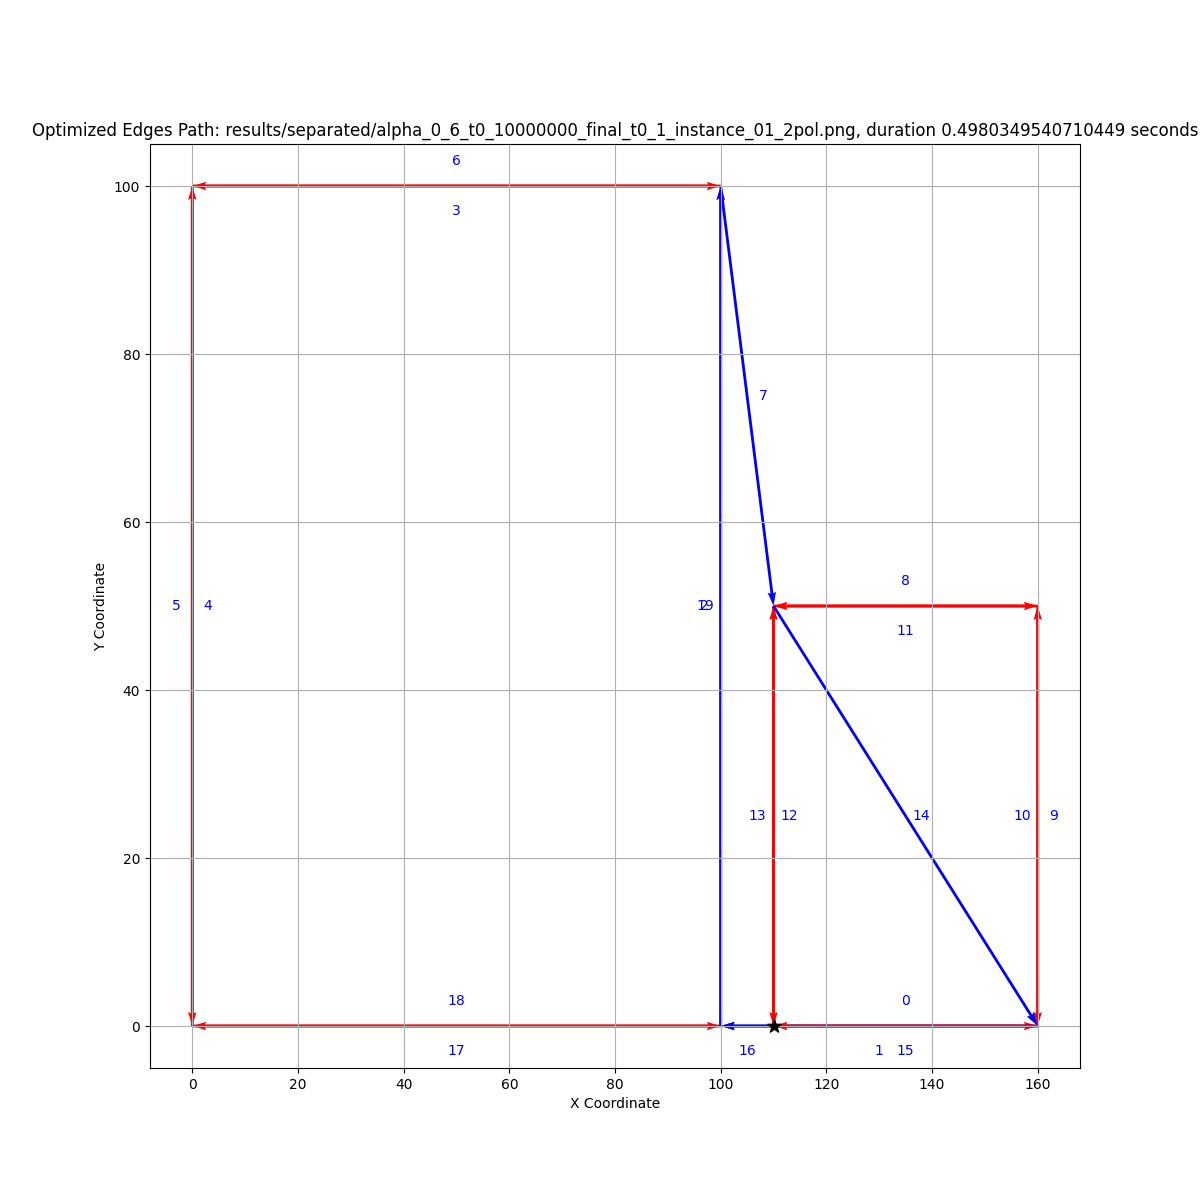 Optimized Edges Path: results/separated/alpha_0_6_t0_10000000_final_t0_1_instance_01_2pol.png, duration 0.4980349540710449 seconds
6
100
3
80
7
60
8
5 4
19
2
11
Y Coordinate
40
13 12 14 10 9
20
18 0
0
16 1 15
17
0 20 40 60 80 100 120 140 160
X Coordinate